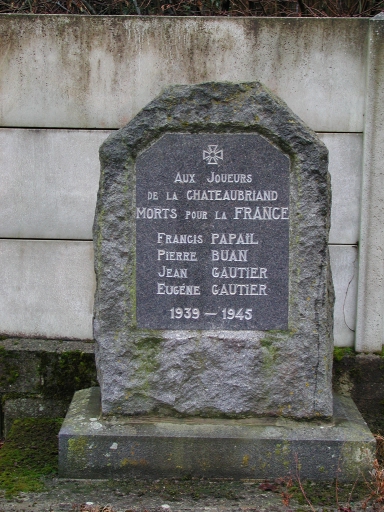 AUX JOUEURS
DE LA CHATEAUBRIAND
MORTS POUR LA FRANCE
FRANCIS PAPAIL
PIERRE BUAN
JEAN GAUTIER
EUGÈNE GAUTIER
1939 — 1945